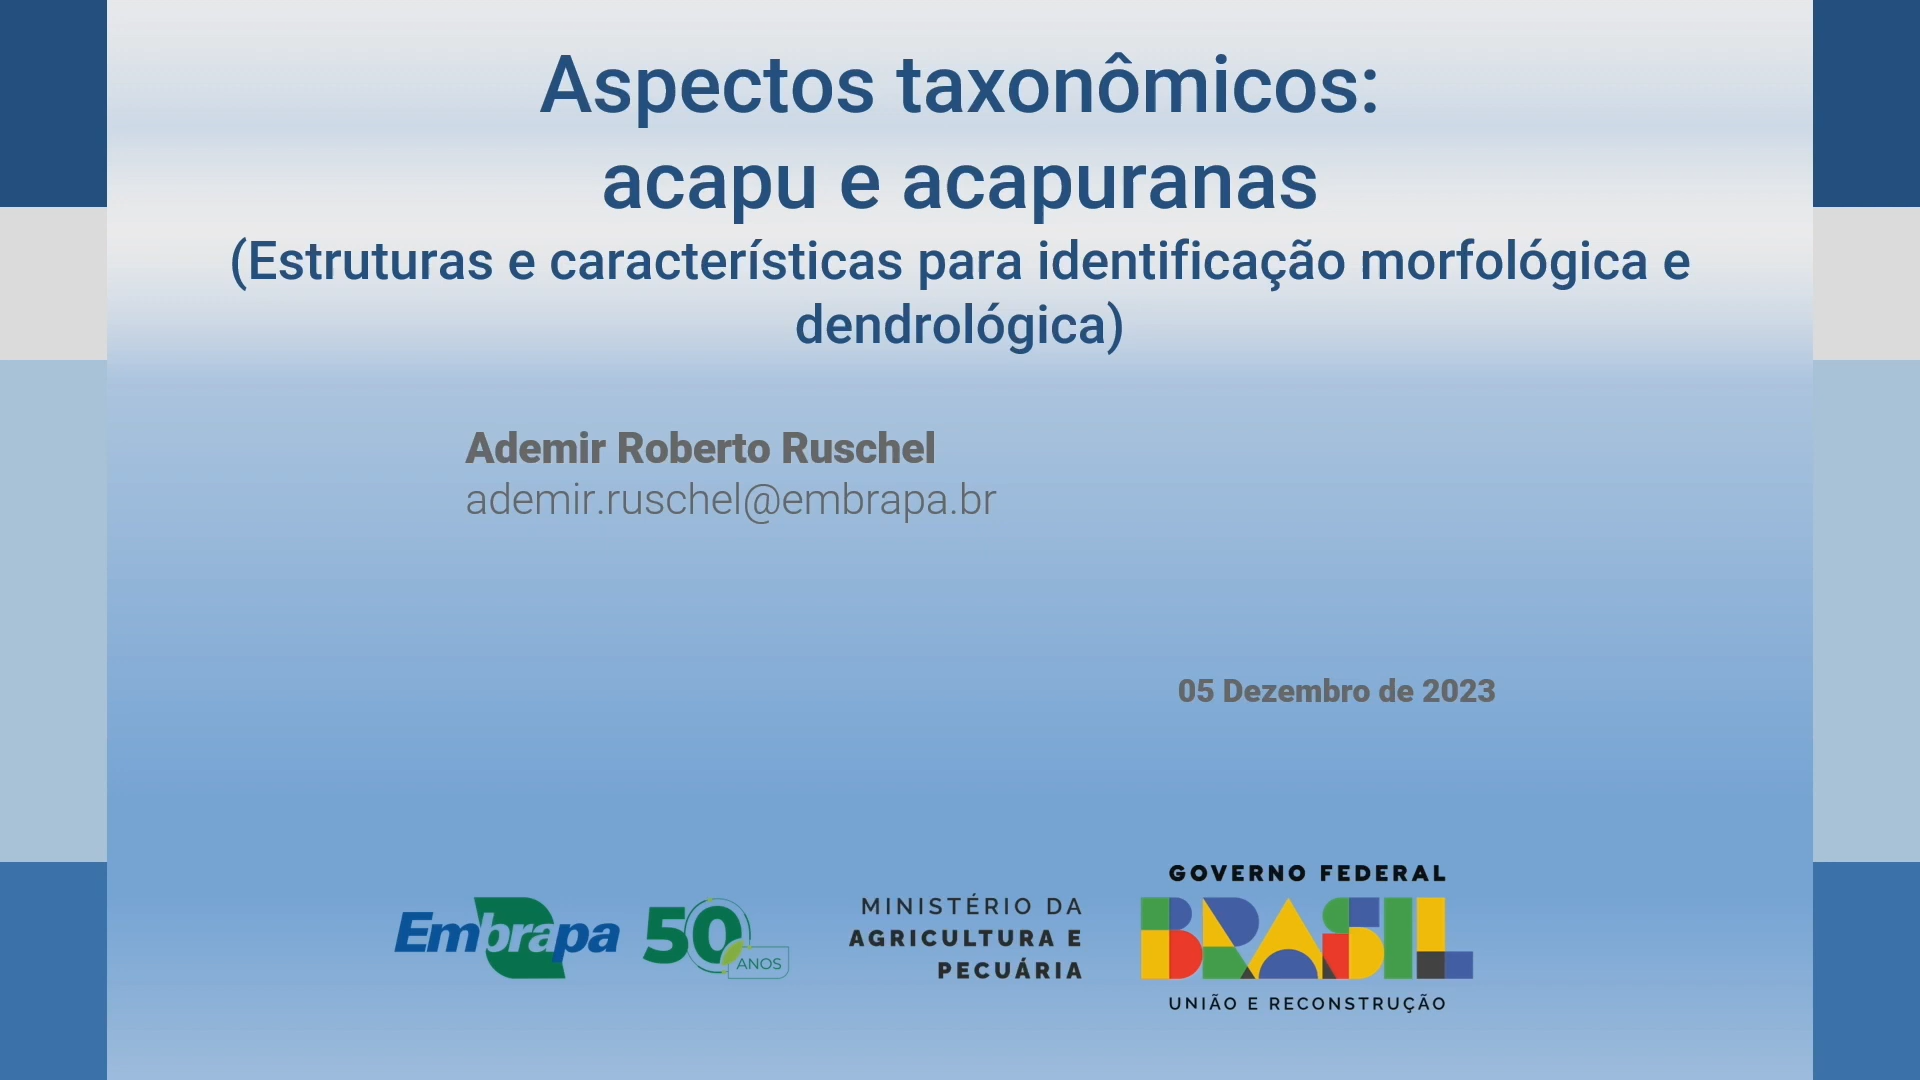 Aspectos taxonômicos:
acapu e acapuranas
(Estruturas e características para identificação morfológica e
dendrológica)
Ademir Roberto Ruschel
ademir.ruschel@embrapa.br
05 Dezembro de 2023
Embrapa
50
ANOS
MINISTÉRIO DA
AGRICULTURA E
PECUÁRIA
GOVERNO FEDERAL
BRASIL
UNIÃO E RECONSTRUÇÃO